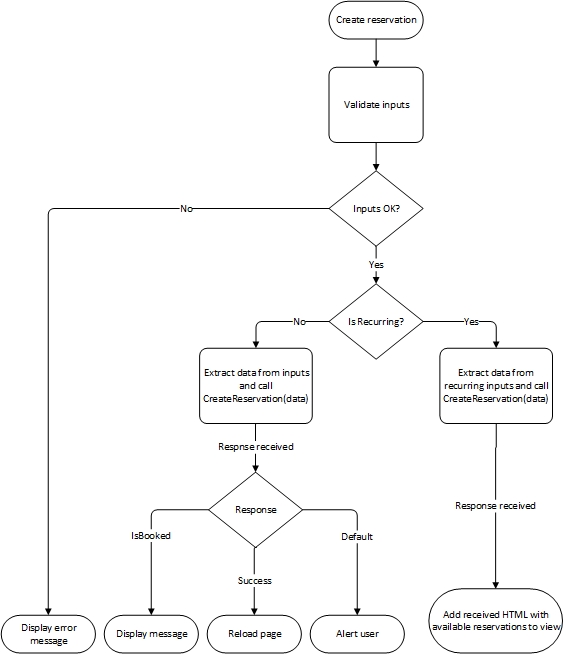 Create reservation
Validate inputs
Inputs OK?
No
Yes
Is Recurring?
No
Yes
Extract data from inputs
and call
CreateReservation(data)
Extract data from
recurring inputs and call
CreateReservation(data)
Respnse received
Response
Response received
IsBooked
Default
Success
Display error
message
Display message
Reload page
Alert user
Add received HTML with
available reservations to view